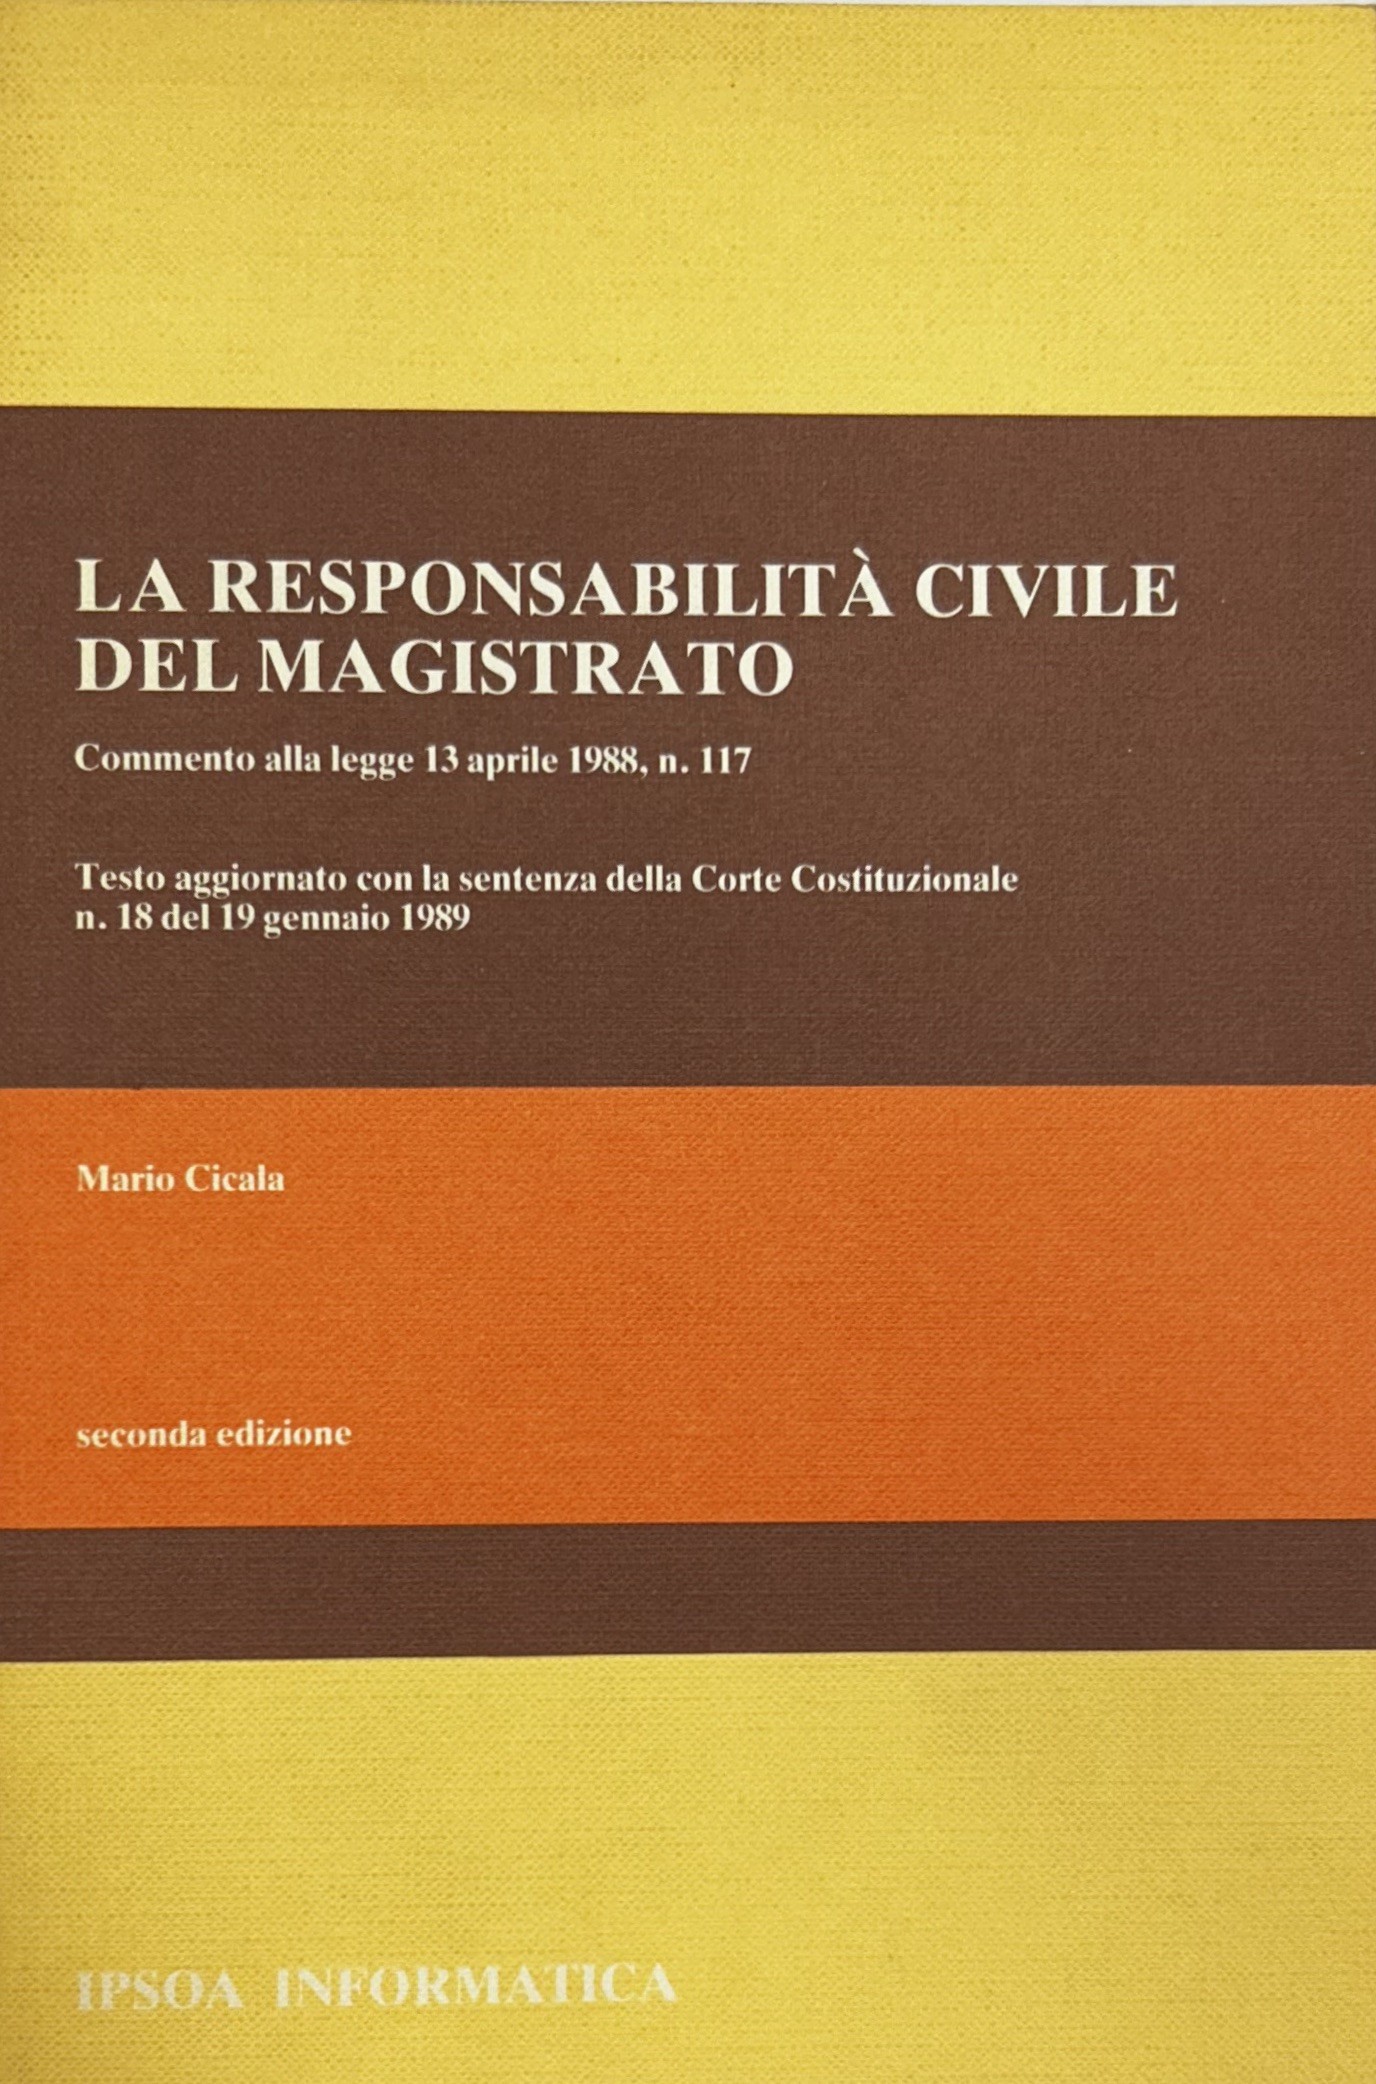 LA RESPONSABILITÀ CIVILE
DEL MAGISTRATO
Commento alla legge 13 aprile 1988, n. 117
Testo aggiornato con la sentenza della Corte Costituzionale
n. 18 del 19 gennaio 1989
Mario Cicala
seconda edizione
IPSOA INFORMATICA